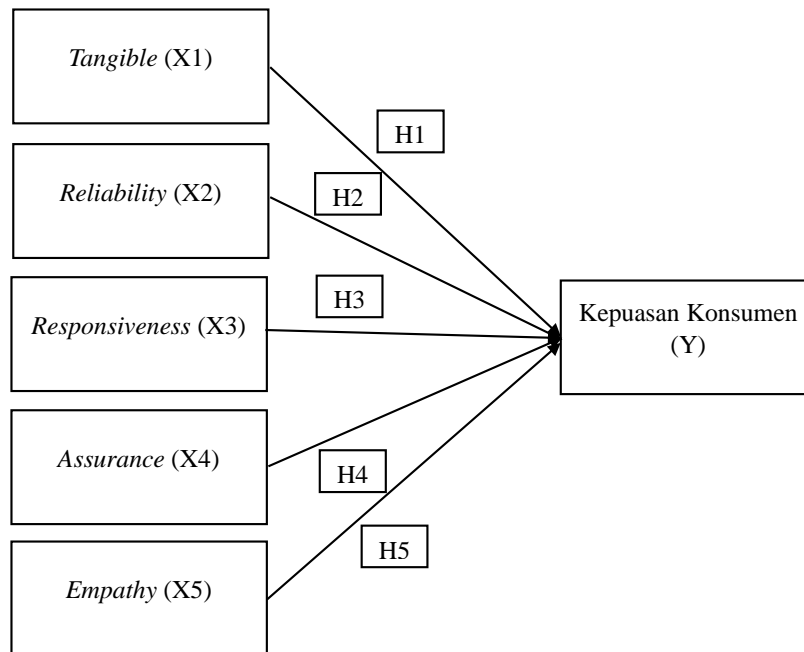 Tangible (X1)
H1
Reliability (X2)
H2
Responsiveness (X3)
H3
Kepuasan Konsumen
(Y)
Assurance (X4)
H4
H5
Empathy (X5)